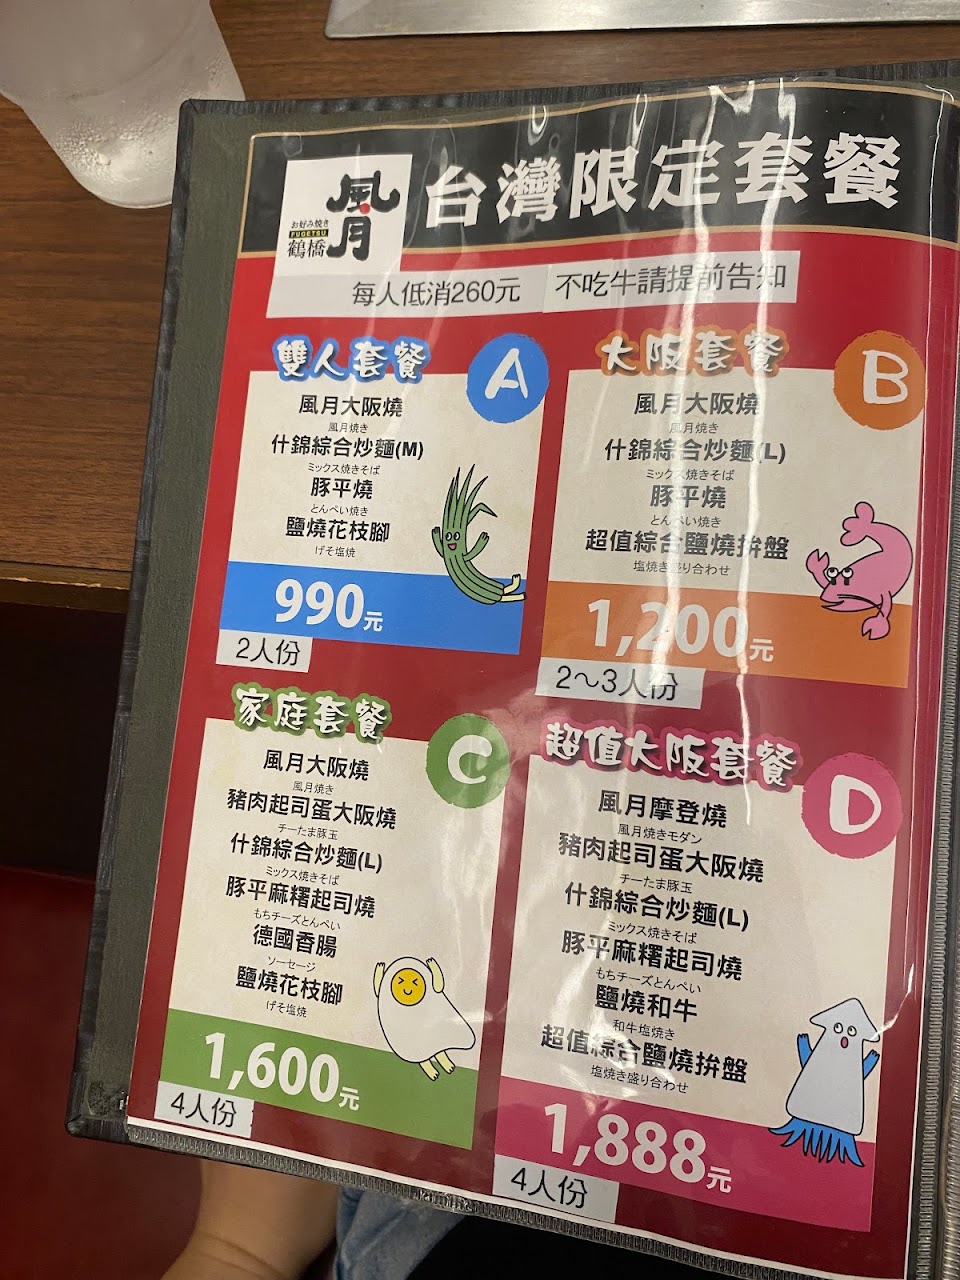 風月
お好み焼き
FUGETSU
鶴橋
台灣限定套餐
每人低消260元
不吃牛請提前告知
雙人套餐
A
風月大阪燒
風月焼き
什錦綜合炒麵(M)
ミックス焼きそば
豚平燒
とんぺい焼き
鹽燒花枝腳
げそ塩焼
990元
2人份
大阪套餐
B
風月大阪燒
風月焼き
什錦綜合炒麵(L)
ミックス焼きそば
豚平燒
とんぺい焼き
超值綜合鹽燒拚盤
塩焼き盛り合わせ
1,200元
2~3人份
家庭套餐
C
風月大阪燒
風月焼き
豬肉起司蛋大阪燒
チーたま豚玉
什錦綜合炒麵(L)
ミックス焼きそば
豚平麻糬起司燒
もちチーズとんぺい
德國香腸
ソーセージ
鹽燒花枝腳
げそ塩焼
1,600元
4人份
超值大阪套餐
D
風月摩登燒
風月焼きモダン
豬肉起司蛋大阪燒
チーたま豚玉
什錦綜合炒麵(L)
ミックス焼きそば
豚平麻糬起司燒
もちチーズとんぺい
鹽燒和牛
和牛塩焼き
超值綜合鹽燒拚盤
塩焼き盛り合わせ
1,888元
4人份